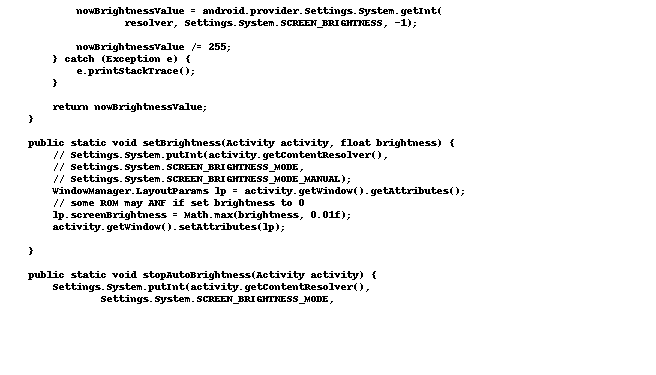 nowBrightnessValue = android.provider.Settings.System.getInt(
resolver, Settings.System.SCREEN_BRIGHTNESS, -1);
nowBrightnessValue /= 255;
} catch (Exception e) {
e.printStackTrace();
}
return nowBrightnessValue;
}
public static void setBrightness(Activity activity, float brightness) {
// Settings.System.putInt(activity.getContentResolver(),
// Settings.System.SCREEN_BRIGHTNESS_MODE,
// Settings.System.SCREEN_BRIGHTNESS_MODE_MANUAL);
WindowManager.LayoutParams lp = activity.getWindow().getAttributes();
// some ROM may ANF if set brightness to 0
lp.screenBrightness = Math.max(brightness, 0.01f);
activity.getWindow().setAttributes(lp);
}
public static void stopAutoBrightness(Activity activity) {
Settings.System.putInt(activity.getContentResolver(),
Settings.System.SCREEN_BRIGHTNESS_MODE,